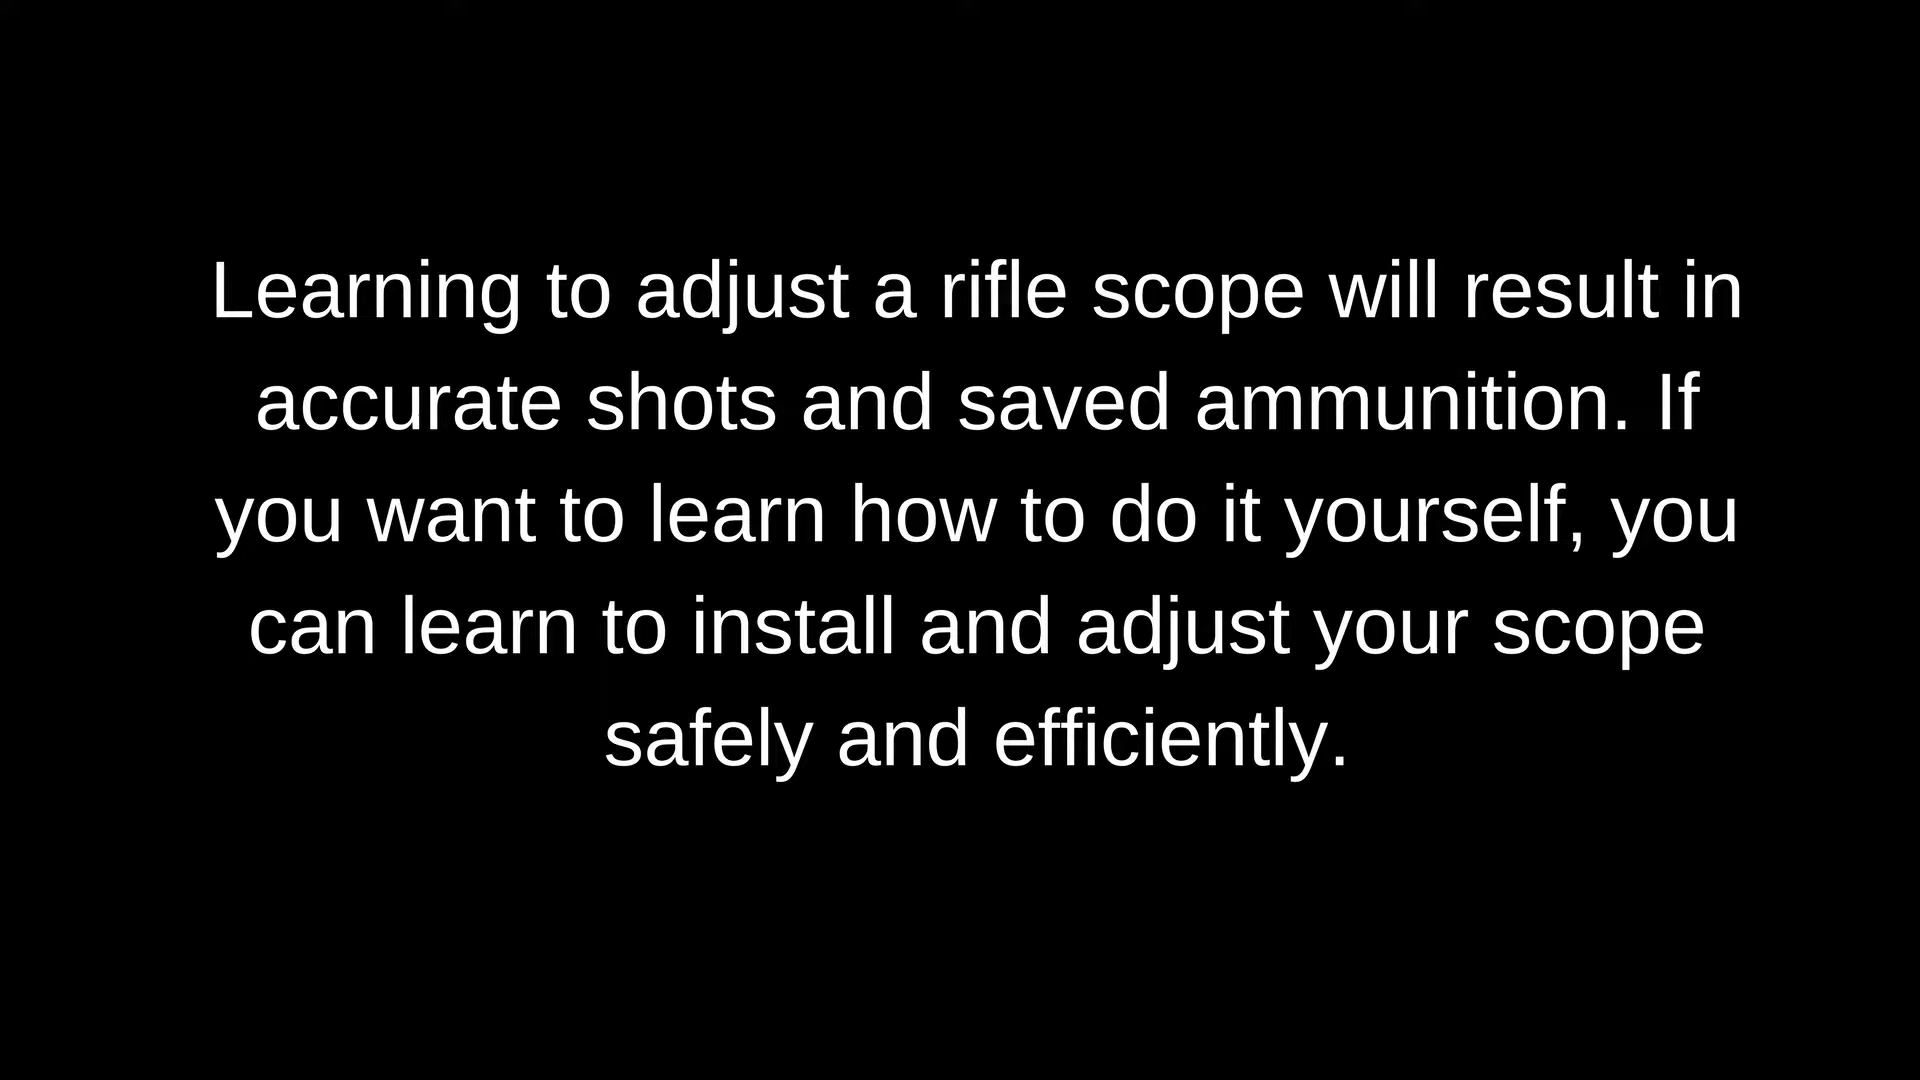 Learning to adjust a rifle scope will result in
accurate shots and saved ammunition. If
you want to learn how to do it yourself, you
can learn to install and adjust your scope
safely and efficiently.